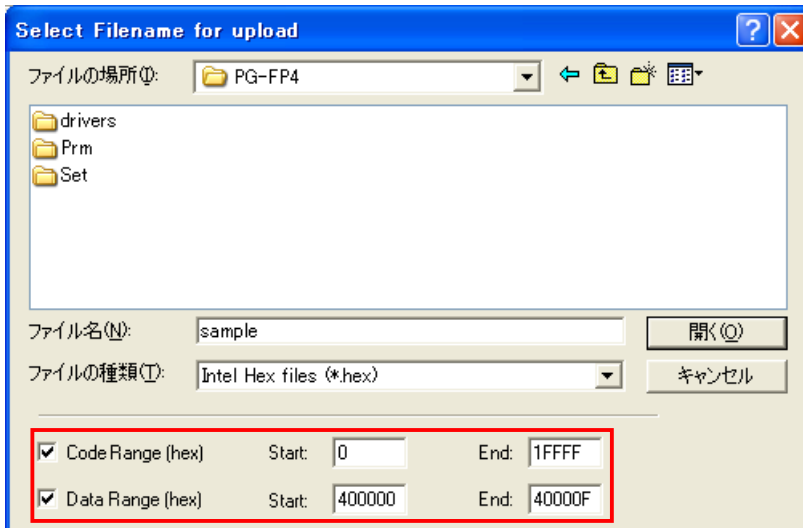 Select Filename for upload
ファイルの場所(I): PG-FP4
drivers
Prm
Set
ファイル名(N): sample 開く(O)
ファイルの種類(T): Intel Hex files (*.hex) キャンセル
Code Range (hex) Start: 0 End: 1FFFF
Data Range (hex) Start: 400000 End: 40000F